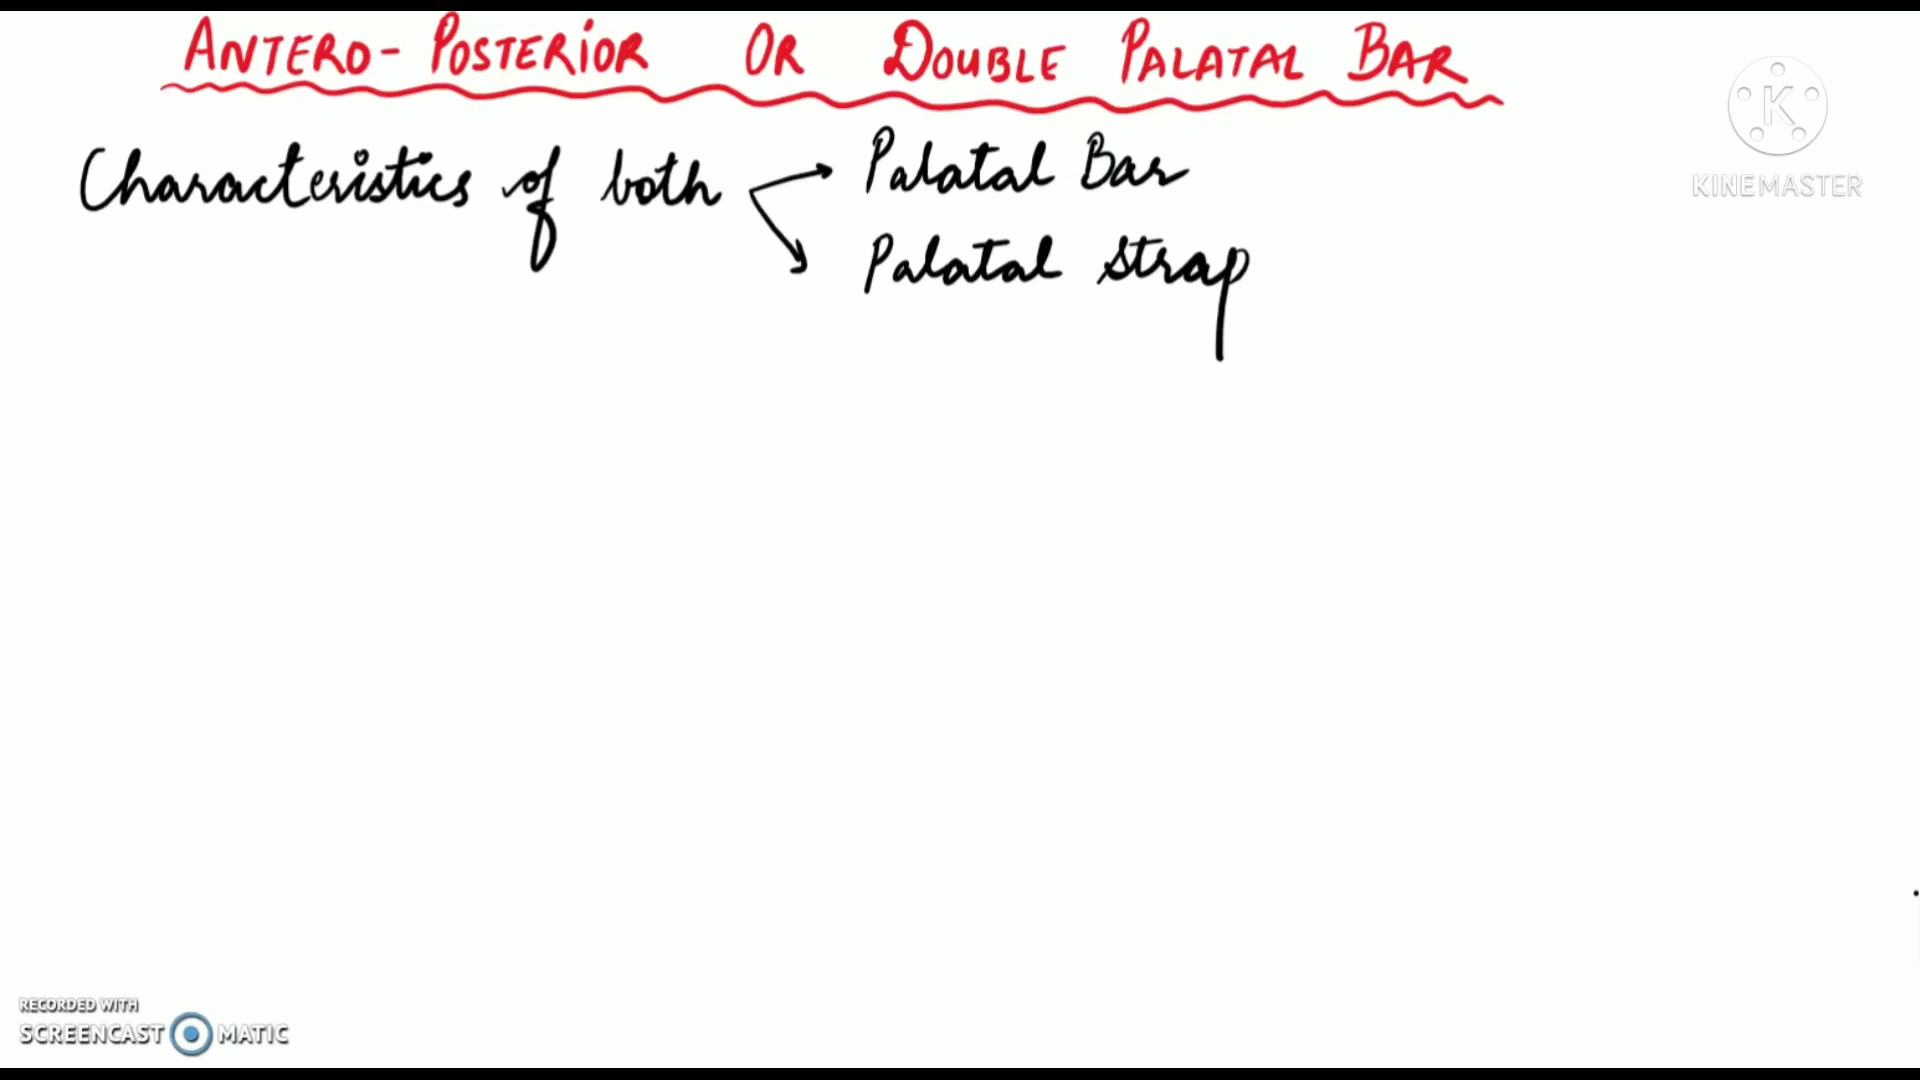 ANTERO-POSTERIOR OR DOUBLE PALATAL BAR
Characteristics of both → Palatal Bar
Palatal Strap
K
KINEMASTER
RECORDED WITH
SCREENCAST MATIC